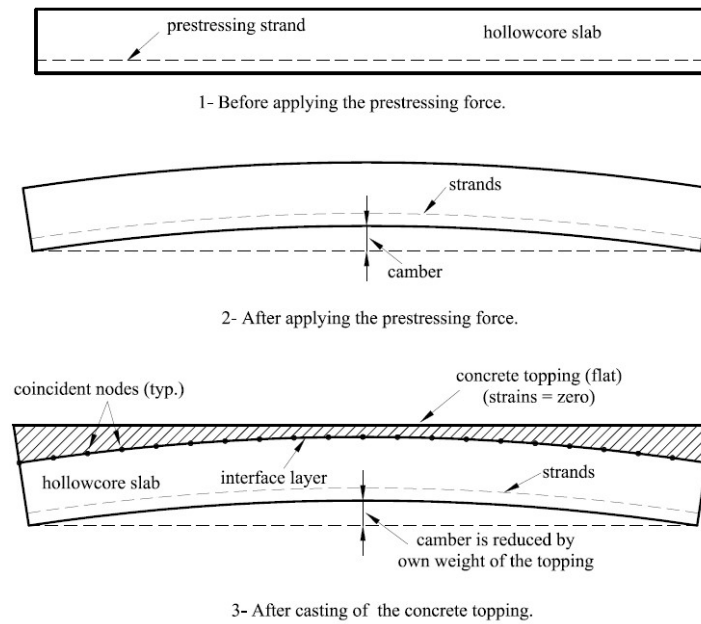 prestressing strand
hollowcore slab
1- Before applying the prestressing force.
strands
camber
2- After applying the prestressing force.
coincident nodes (typ.)
concrete topping (flat)
(strains = zero)
hollowcore slab
interface layer
strands
camber is reduced by
own weight of the topping
3- After casting of the concrete topping.